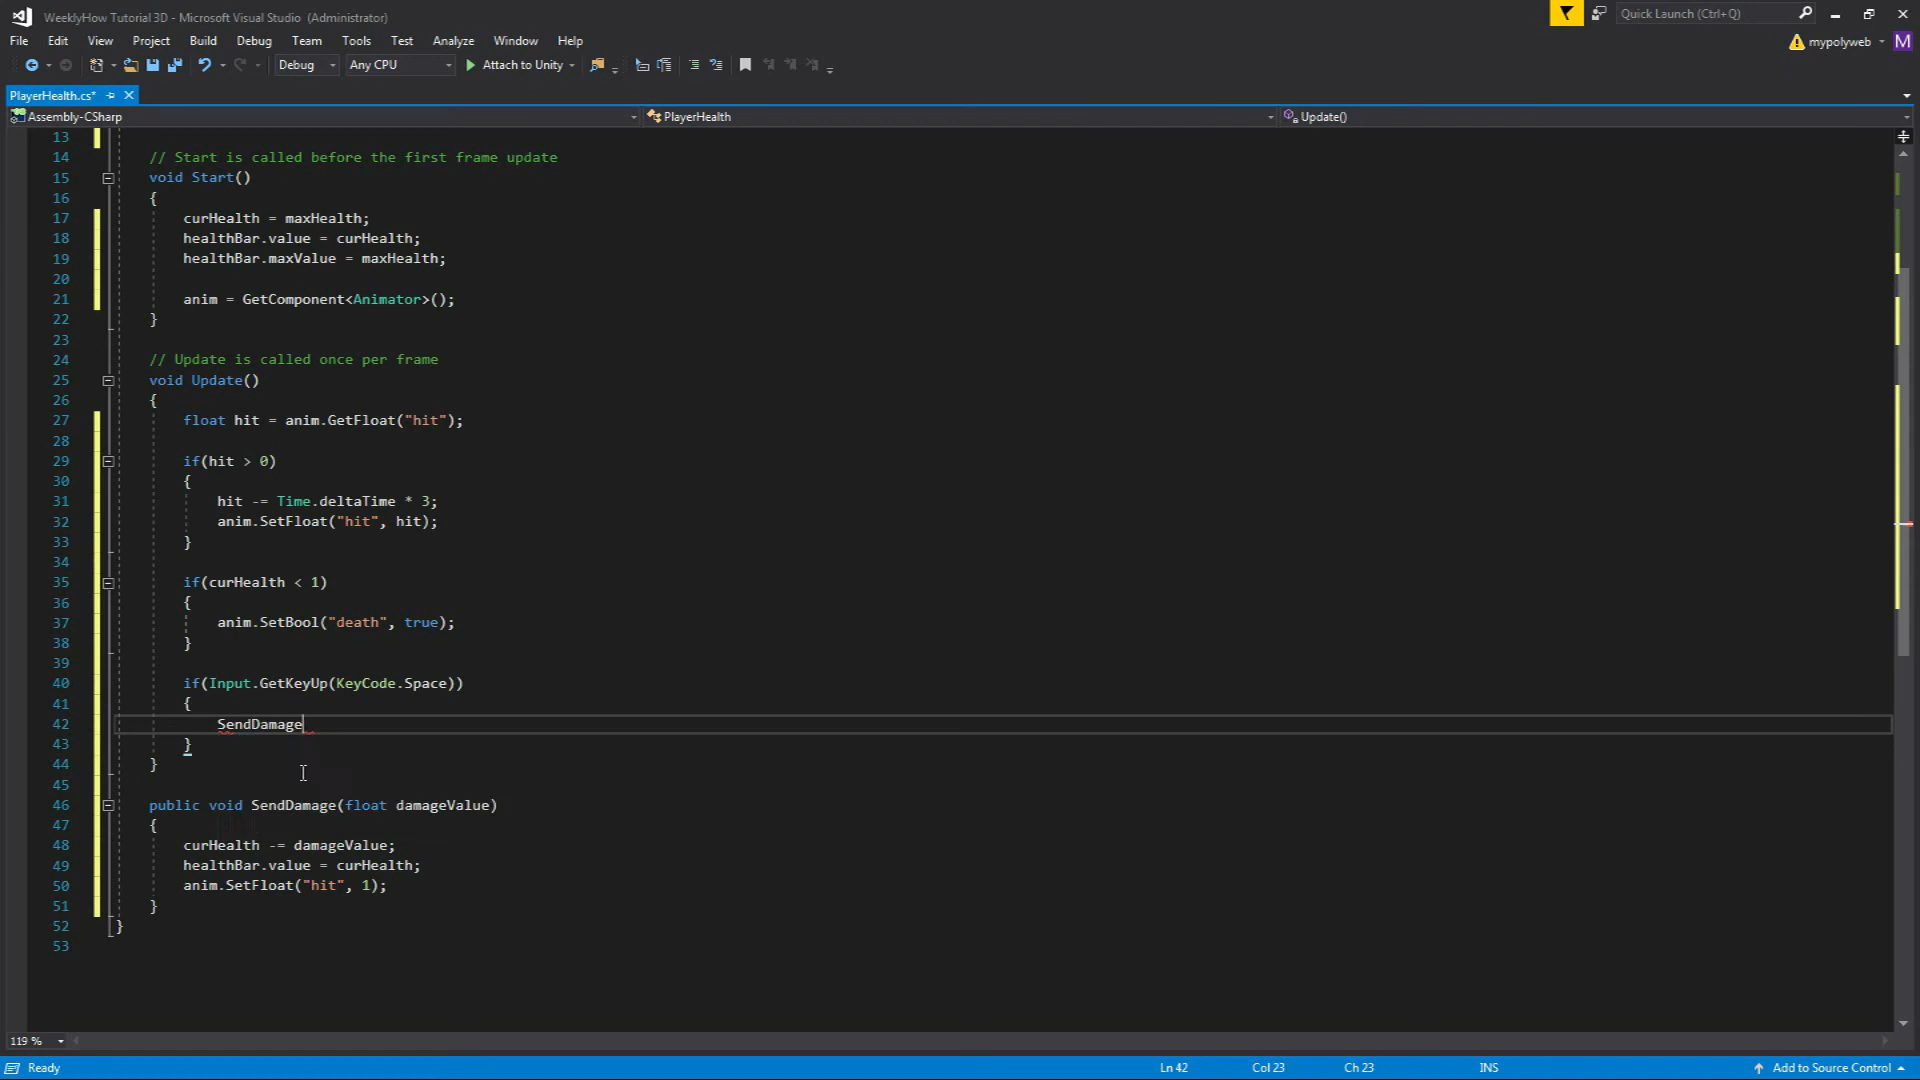 WeeklyHow Tutorial 3D - Microsoft Visual Studio (Administrator)
Quick Launch (Ctrl+Q)
File Edit View Project Build Debug Team Tools Test Analyze Window Help
mypolyweb M
Debug Any CPU Attach to Unity
PlayerHealth.cs*
Assembly-CSharp PlayerHealth Update()
13
14 // Start is called before the first frame update
15 void Start()
16 {
17 curHealth = maxHealth;
18 healthBar.value = curHealth;
19 healthBar.maxValue = maxHealth;
20
21 anim = GetComponent<Animator>();
22 }
23
24 // Update is called once per frame
25 void Update()
26 {
27 float hit = anim.GetFloat("hit");
28
29 if(hit > 0)
30 {
31 hit -= Time.deltaTime * 3;
32 anim.SetFloat("hit", hit);
33 }
34
35 if(curHealth < 1)
36 {
37 anim.SetBool("death", true);
38 }
39
40 if(Input.GetKeyUp(KeyCode.Space))
41 {
42 SendDamage
43 }
44 }
45
46 public void SendDamage(float damageValue)
47 {
48 curHealth -= damageValue;
49 healthBar.value = curHealth;
50 anim.SetFloat("hit", 1);
51 }
52 }
53
119 %
Ready Ln 42 Col 23 Ch 23 INS Add to Source Control